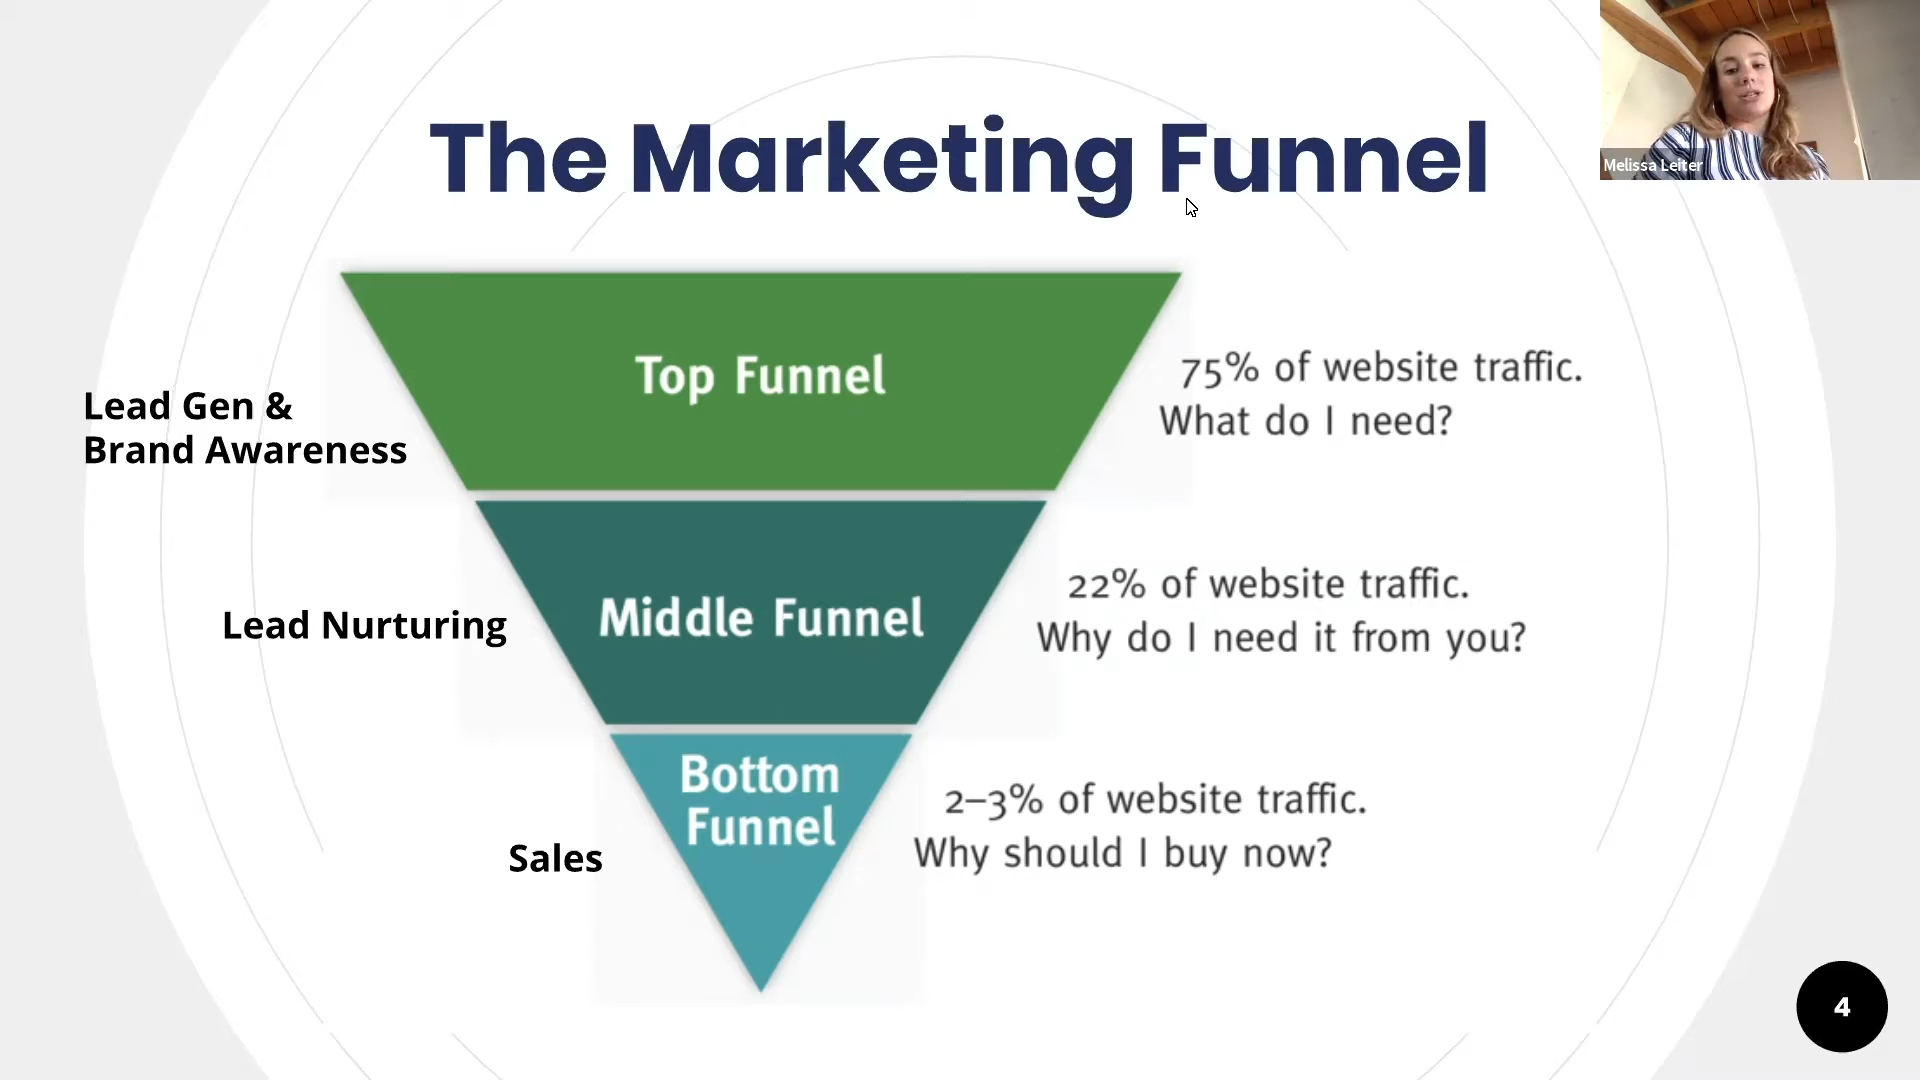 The Marketing Funnel
Melissa Leiter
Top Funnel
Lead Gen &
Brand Awareness
75% of website traffic.
What do I need?
Middle Funnel
Lead Nurturing
22% of website traffic.
Why do I need it from you?
Bottom
Funnel
Sales
2–3% of website traffic.
Why should I buy now?
4